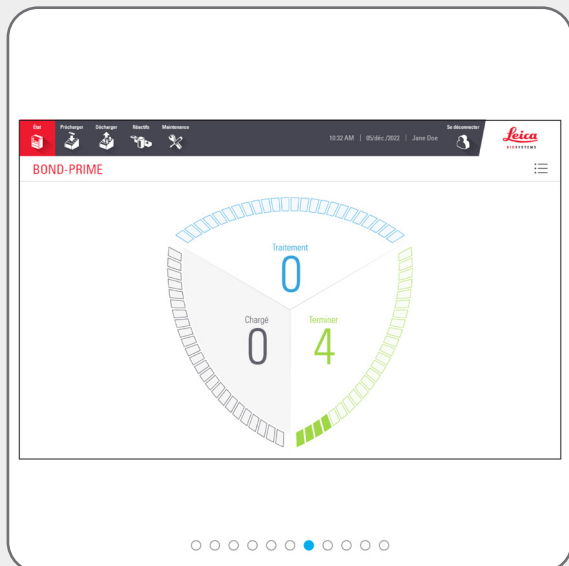 État Précharger Décharger Réactifs Maintenance
10:32 AM | 05/déc./2022 | Jane Doe
Se déconnecter
Leica
BIOSYSTEMS
BOND-PRIME
Traitement
0
Chargé
0
Terminer
4